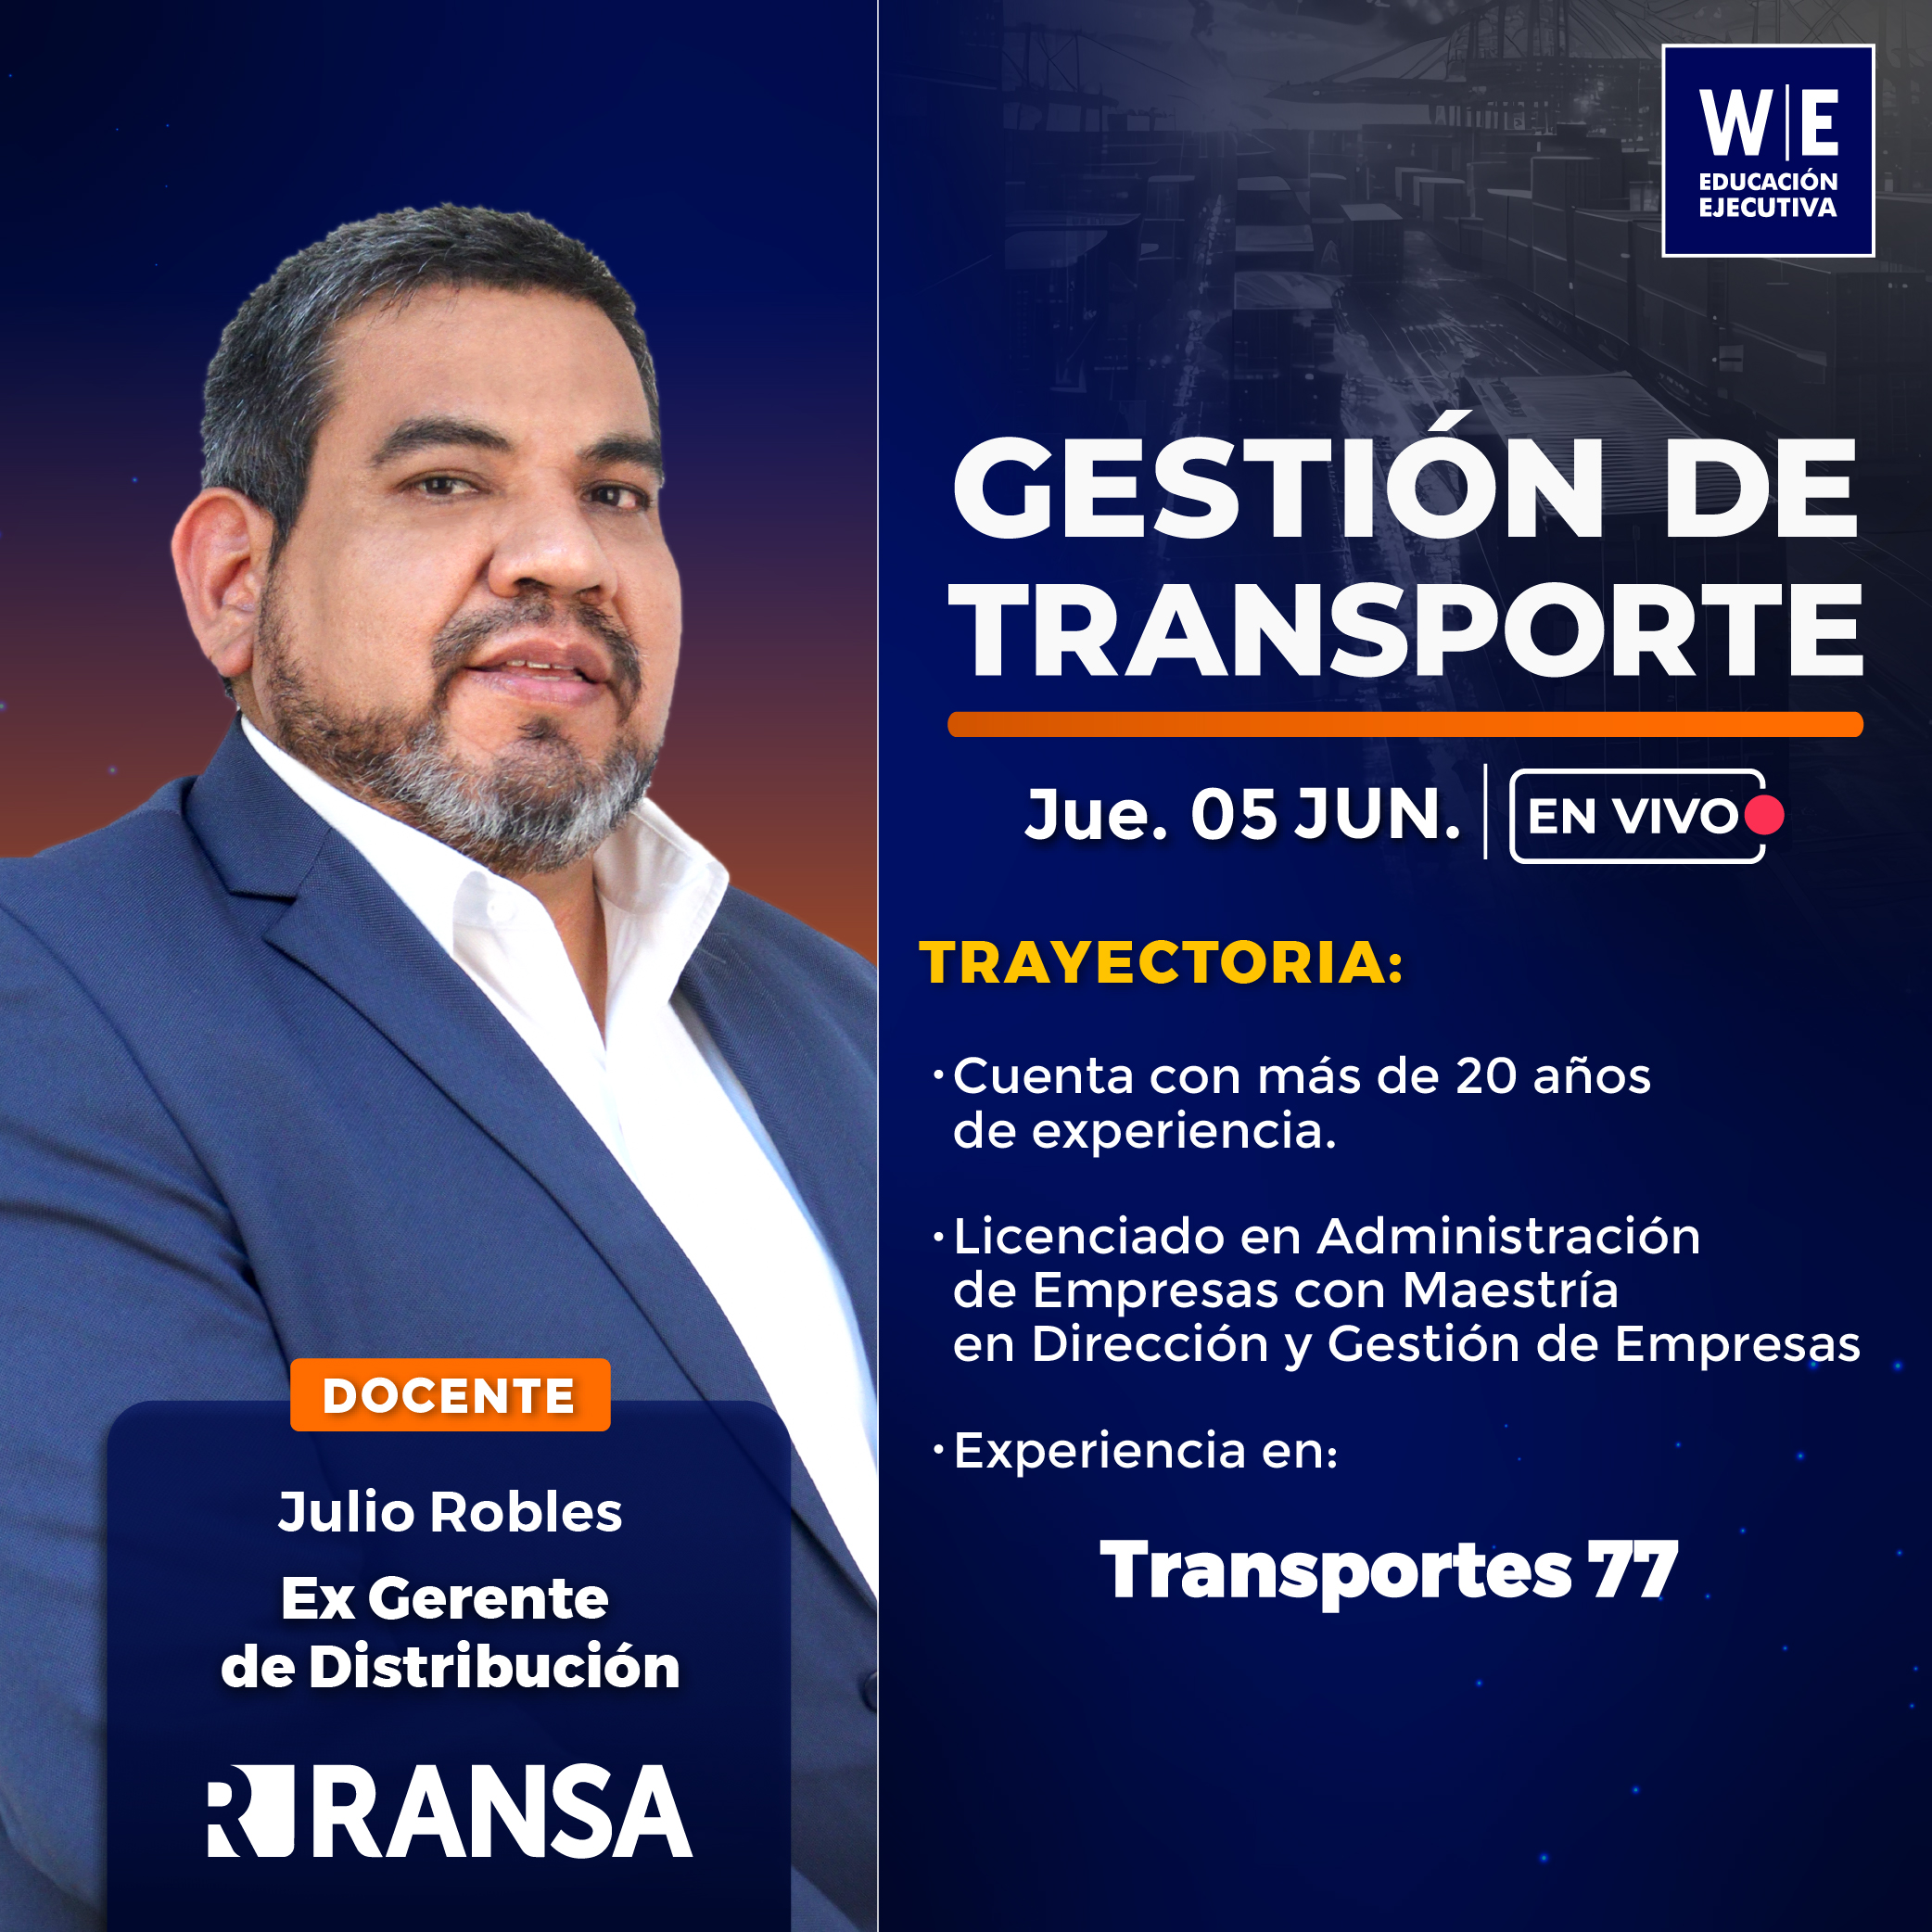 W|E
EDUCACIÓN
EJECUTIVA
GESTIÓN DE
TRANSPORTE
Jue. 05 JUN.
EN VIVO
TRAYECTORIA:
· Cuenta con más de 20 años
de experiencia.
· Licenciado en Administración
de Empresas con Maestría
en Dirección y Gestión de Empresas
· Experiencia en:
Transportes 77
DOCENTE
Julio Robles
Ex Gerente
de Distribución
RANSA